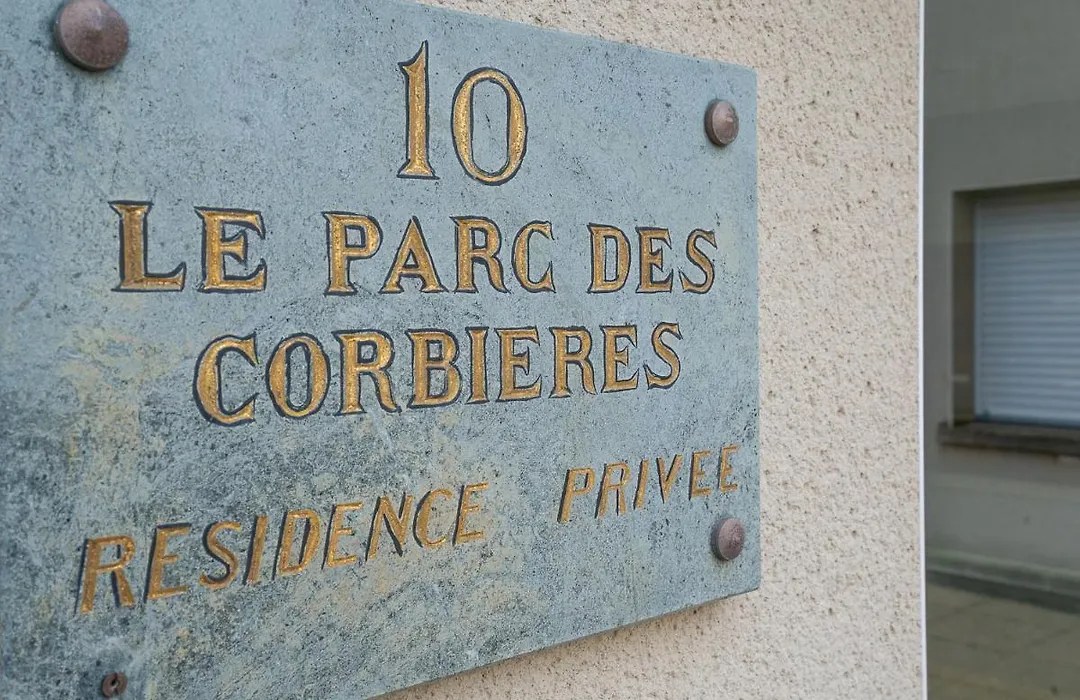 10
LE PARC DES
CORBIERES
RESIDENCE PRIVEE